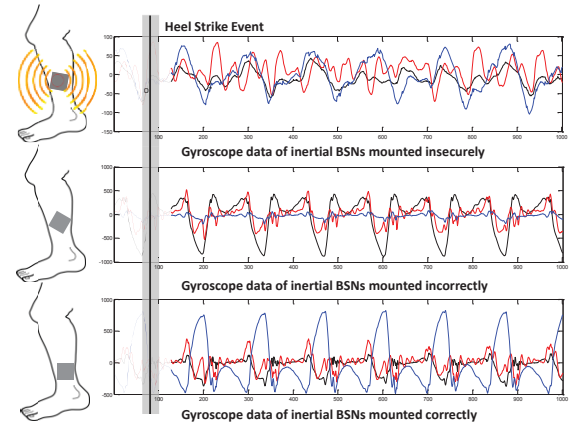 Heel Strike Event
100
50
0
-50
-100
100 200 300 400 500 600 700 800 900 1000
Gyroscope data of inertial BSNs mounted insecurely
1000
500
0
-500
-1000
100 200 300 400 500 600 700 800 900 1000
Gyroscope data of inertial BSNs mounted incorrectly
1000
500
0
-500
100 200 300 400 500 600 700 800 900 1000
Gyroscope data of inertial BSNs mounted correctly